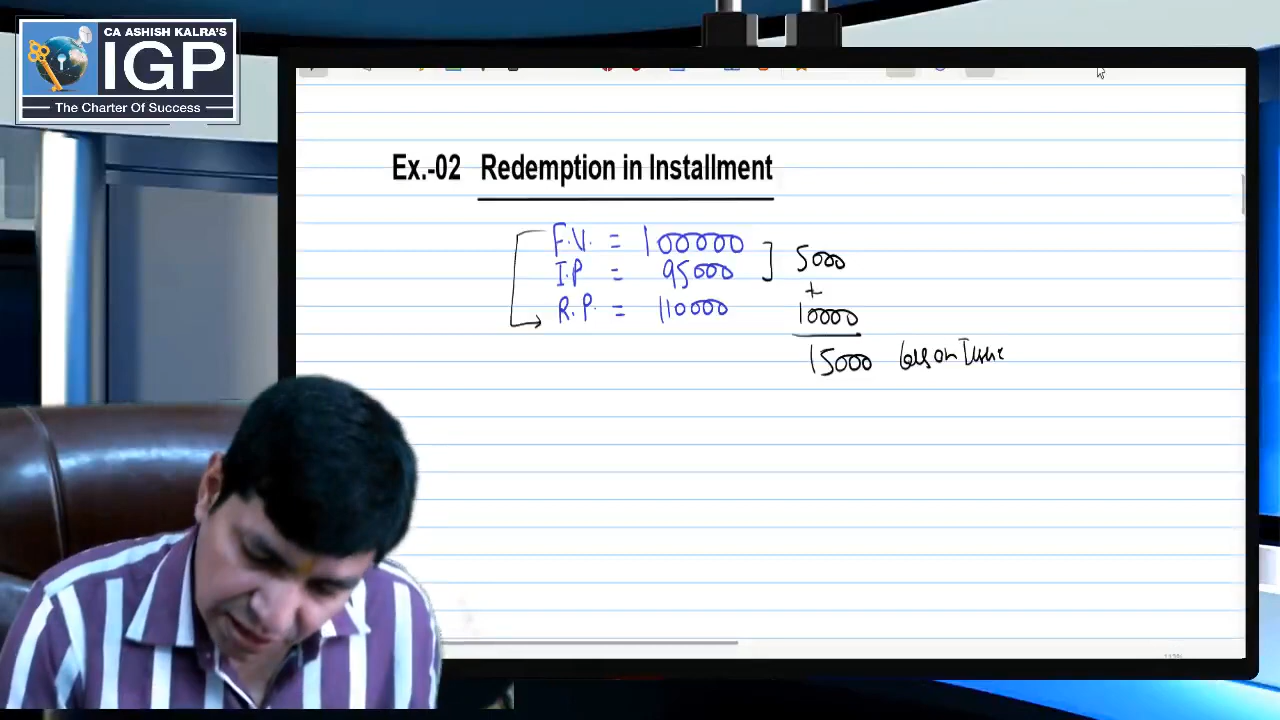 CA ASHISH KALRA'S
IGP
The Charter Of Success
Ex.-02 Redemption in Installment
F.V. = 100000
I.P = 95000
R.P. = 110000
5000
+
10000
15000 Loss on Issue